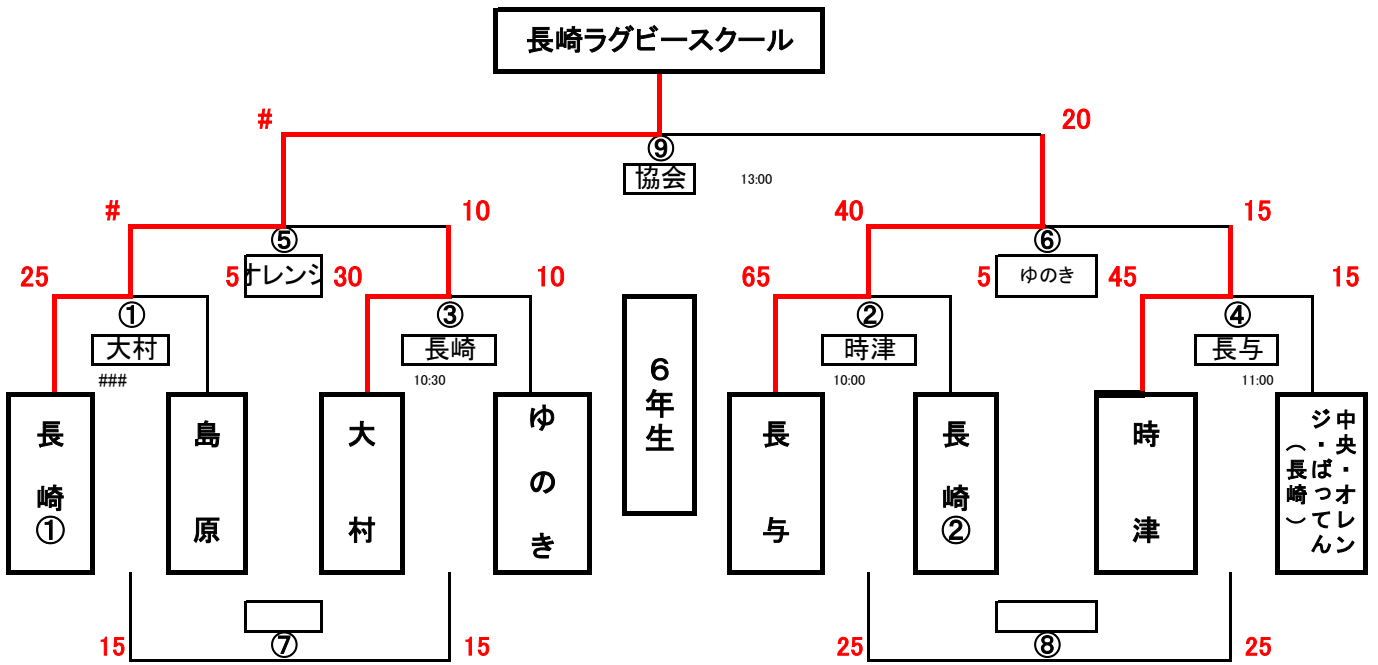 長崎ラグビースクール
# 20
⑨
協会 13:00
# 10 40 15
⑤ ⑥
オレンジ ゆのき
25 5 30 10 65 5 45 15
① ③ ② ④
大村 長崎 時津 長与
### 10:30 10:00 11:00
6年生
長崎①
島原
大村
ゆのき
長与
長崎②
時津
中央・オレン
ジ・ばってん
（長崎）
15 ⑦ 15 25 ⑧ 25